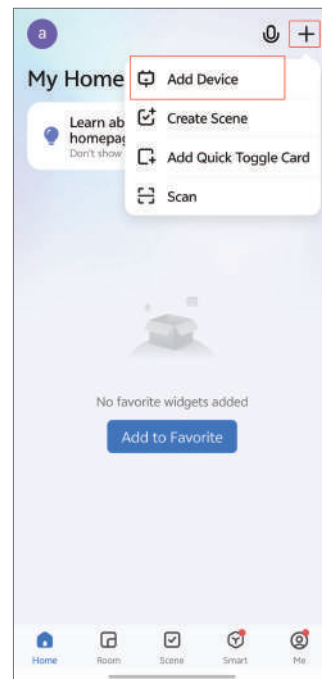 a
My Home
Add Device
Learn ab
homepag
Don't show
Create Scene
Add Quick Toggle Card
Scan
No favorite widgets added
Add to Favorite
Home
Room
Scene
Smart
Me